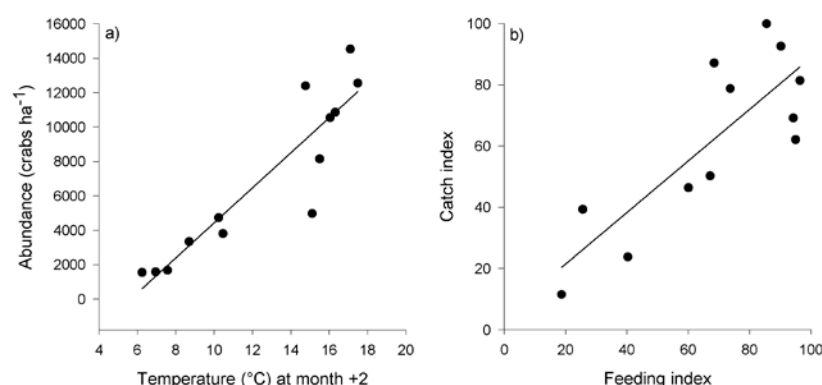 a)
16000
14000
12000
10000
8000
6000
4000
2000
0
Abundance (crabs ha⁻¹)
4 6 8 10 12 14 16 18 20
Temperature (°C) at month +2
b)
100
80
60
40
20
0
Catch index
0 20 40 60 80 100
Feeding index